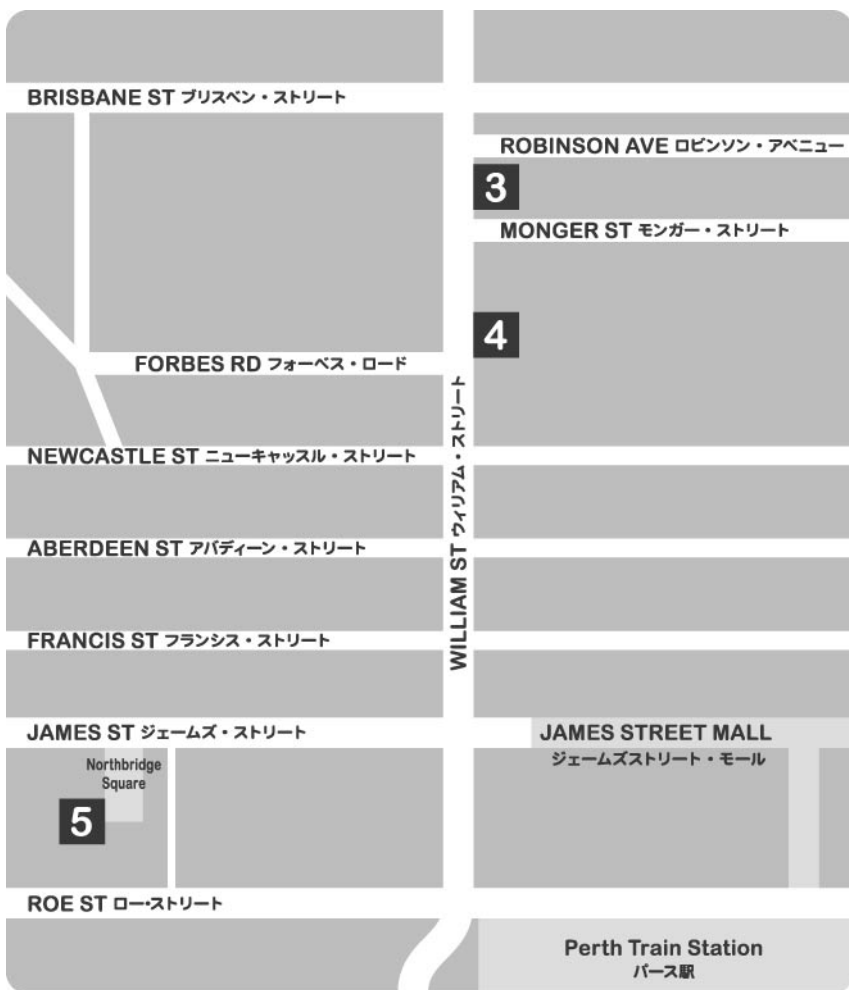 BRISBANE ST ブリスベン・ストリート
ROBINSON AVE ロビンソン・アベニュー
3
MONGER ST モンガー・ストリート
4
FORBES RD フォーベス・ロード
WILLIAM ST ウィリアム・ストリート
NEWCASTLE ST ニューキャッスル・ストリート
ABERDEEN ST アバディーン・ストリート
FRANCIS ST フランシス・ストリート
JAMES ST ジェームズ・ストリート
JAMES STREET MALL
ジェームズストリート・モール
Northbridge
Square
5
ROE ST ロー・ストリート
Perth Train Station
パース駅